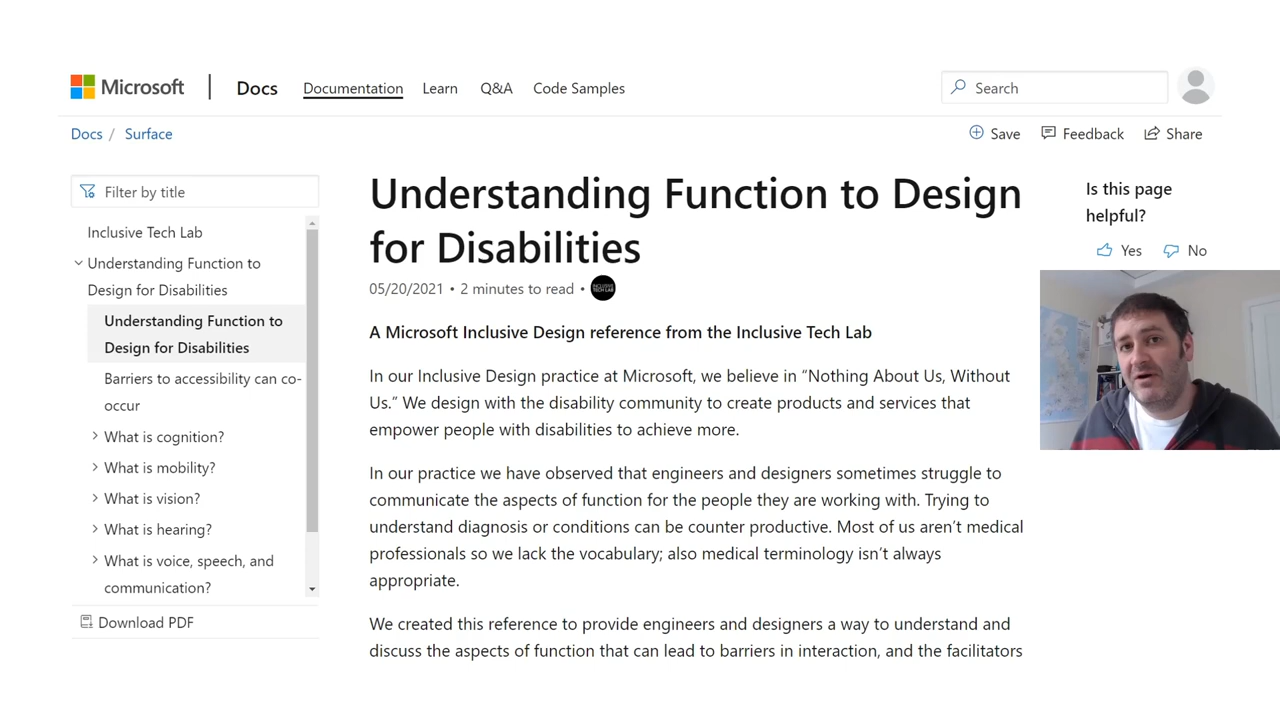 Microsoft Docs Documentation Learn Q&A Code Samples Search
Docs / Surface Save Feedback Share
Filter by title
Inclusive Tech Lab
Understanding Function to
Design for Disabilities
Understanding Function to
Design for Disabilities
Barriers to accessibility can co-
occur
What is cognition?
What is mobility?
What is vision?
What is hearing?
What is voice, speech, and
communication?
Download PDF
Understanding Function to Design
for Disabilities
05/20/2021 • 2 minutes to read •
INCLUSIVE
TECH LAB
A Microsoft Inclusive Design reference from the Inclusive Tech Lab
In our Inclusive Design practice at Microsoft, we believe in “Nothing About Us, Without
Us.” We design with the disability community to create products and services that
empower people with disabilities to achieve more.
In our practice we have observed that engineers and designers sometimes struggle to
communicate the aspects of function for the people they are working with. Trying to
understand diagnosis or conditions can be counter productive. Most of us aren’t medical
professionals so we lack the vocabulary; also medical terminology isn’t always
appropriate.
We created this reference to provide engineers and designers a way to understand and
discuss the aspects of function that can lead to barriers in interaction, and the facilitators
Is this page
helpful?
Yes No